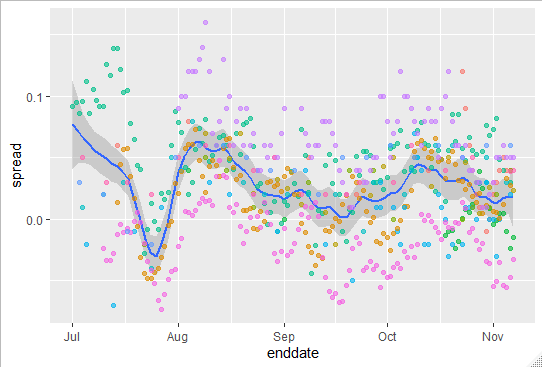 spread
0.1
0.0
Jul Aug Sep Oct Nov
enddate